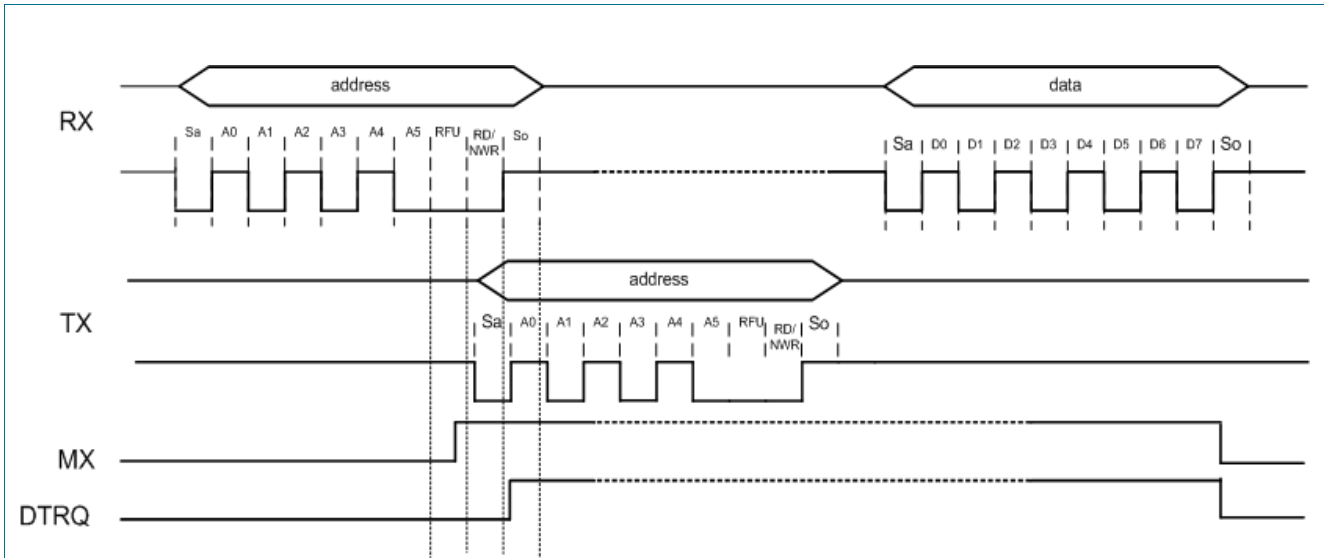 address
data
RX
Sa A0 A1 A2 A3 A4 A5 RFU RD/NWR So
Sa D0 D1 D2 D3 D4 D5 D6 D7 So
address
TX
Sa A0 A1 A2 A3 A4 A5 RFU RD/NWR So
MX
DTRQ